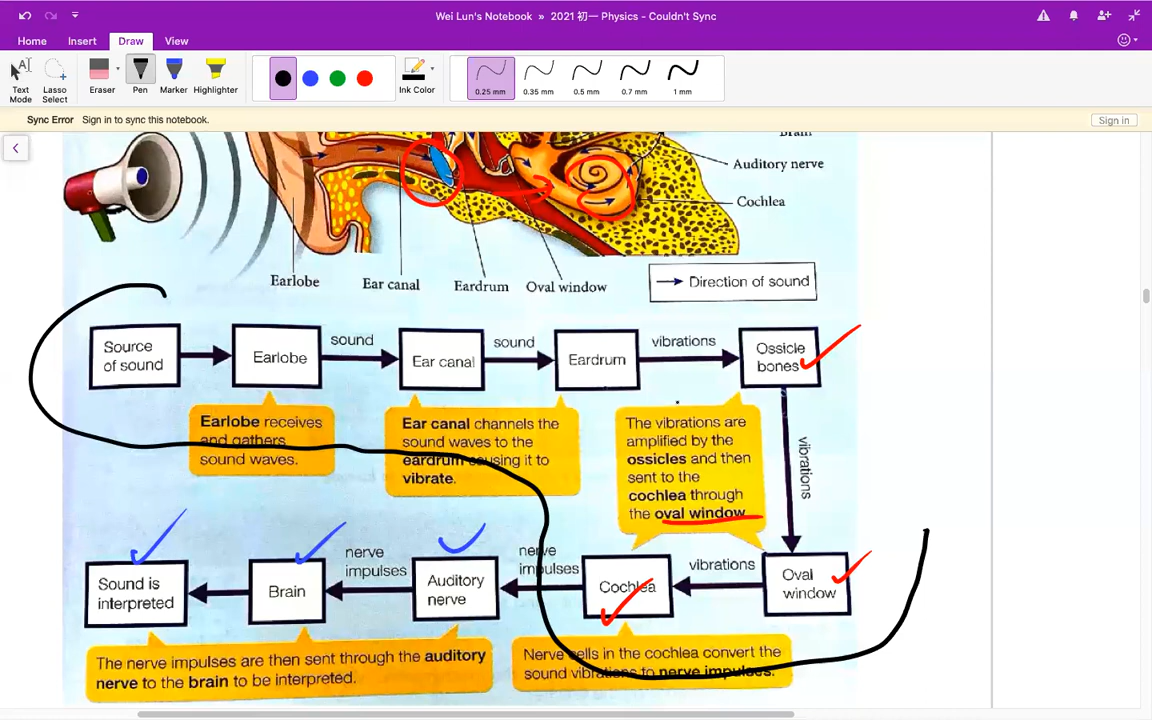 Wei Lun's Notebook » 2021 初一 Physics - Couldn't Sync
Home Insert Draw View
Text Mode
Lasso Select
Eraser
Pen
Marker
Highlighter
Ink Color
0.25 mm
0.35 mm
0.5 mm
0.7 mm
1 mm
Sync Error Sign in to sync this notebook.
Sign in
Brain
Auditory nerve
Cochlea
Earlobe
Ear canal
Eardrum
Oval window
Direction of sound
Source
of sound
Earlobe
sound
Ear canal
sound
Eardrum
vibrations
Ossicle
bones
Earlobe receives
and gathers
sound waves.
Ear canal channels the
sound waves to the
eardrum causing it to
vibrate.
The vibrations are
amplified by the
ossicles and then
sent to the
cochlea through
the oval window
vibrations
Sound is
interpreted
Brain
nerve
impulses
Auditory
nerve
nerve
impulses
Cochlea
vibrations
Oval
window
The nerve impulses are then sent through the auditory
nerve to the brain to be interpreted.
Nerve cells in the cochlea convert the
sound vibrations to nerve impulses.